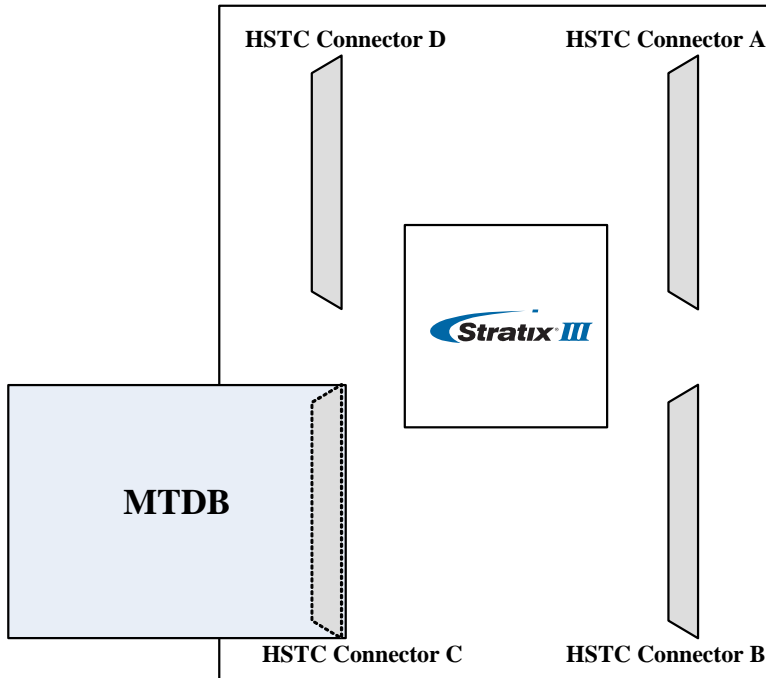 HSTC Connector D
HSTC Connector A
Stratix® III
MTDB
HSTC Connector C
HSTC Connector B